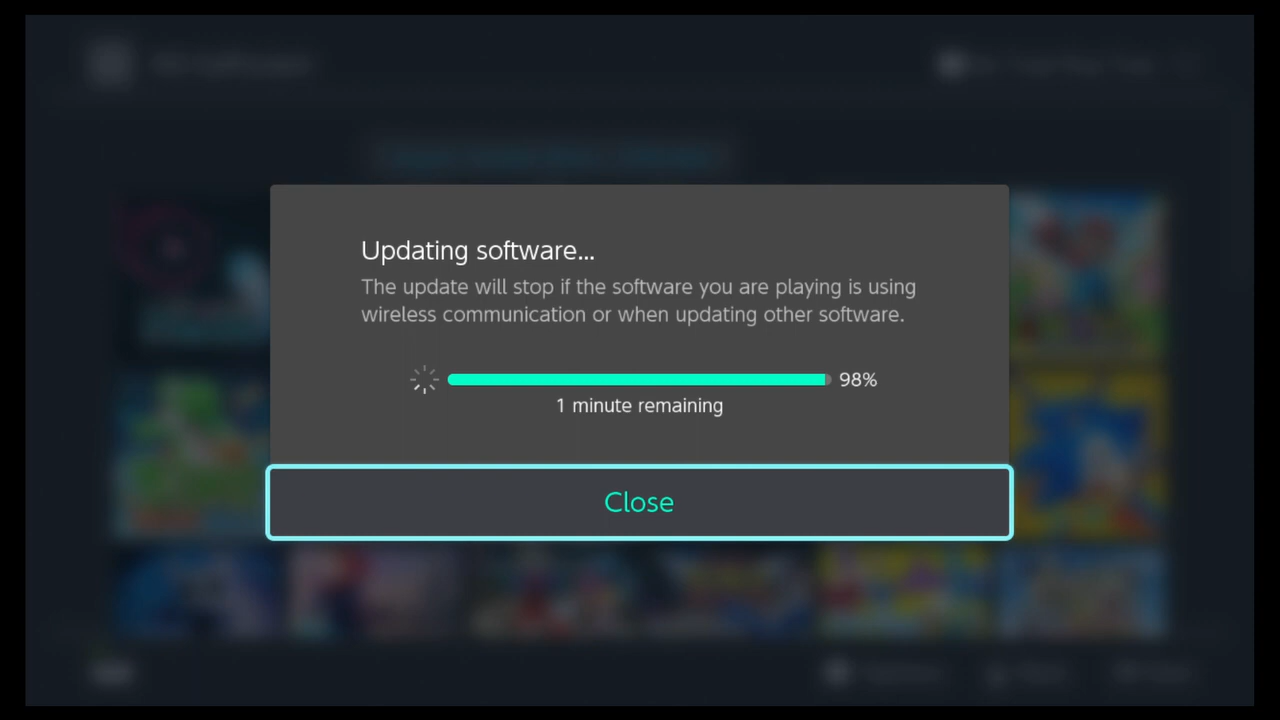 Updating software...
The update will stop if the software you are playing is using
wireless communication or when updating other software.
98%
1 minute remaining
Close